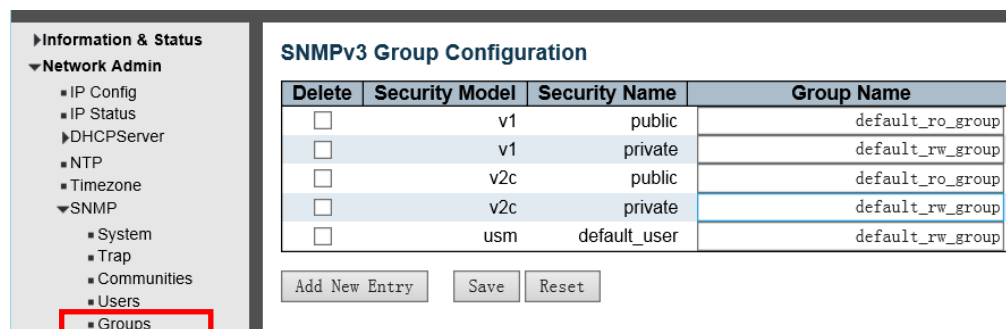 Information & Status
Network Admin
IP Config
IP Status
DHCPServer
NTP
Timezone
SNMP
System
Trap
Communities
Users
Groups
SNMPv3 Group Configuration
Delete Security Model Security Name Group Name
v1 public default_ro_group
v1 private default_rw_group
v2c public default_ro_group
v2c private default_rw_group
usm default_user default_rw_group
Add New Entry Save Reset